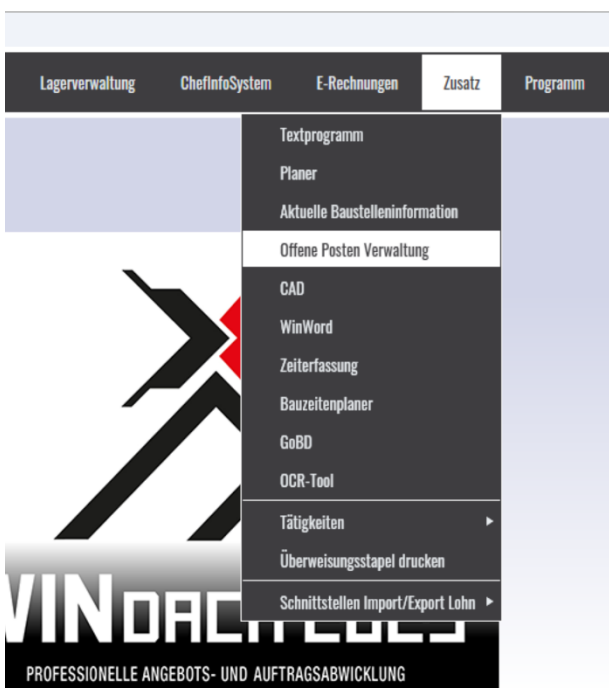 Lagerverwaltung ChefInfoSystem E-Rechnungen Zusatz Programm
Textprogramm
Planer
Aktuelle Baustelleninformation
Offene Posten Verwaltung
CAD
WinWord
Zeiterfassung
Bauzeitenplaner
GoBD
OCR-Tool
Tätigkeiten
Überweisungsstapel drucken
Schnittstellen Import/Export Lohn
PROFESSIONELLE ANGEBOTS- UND AUFTRAGSABWICKLUNG